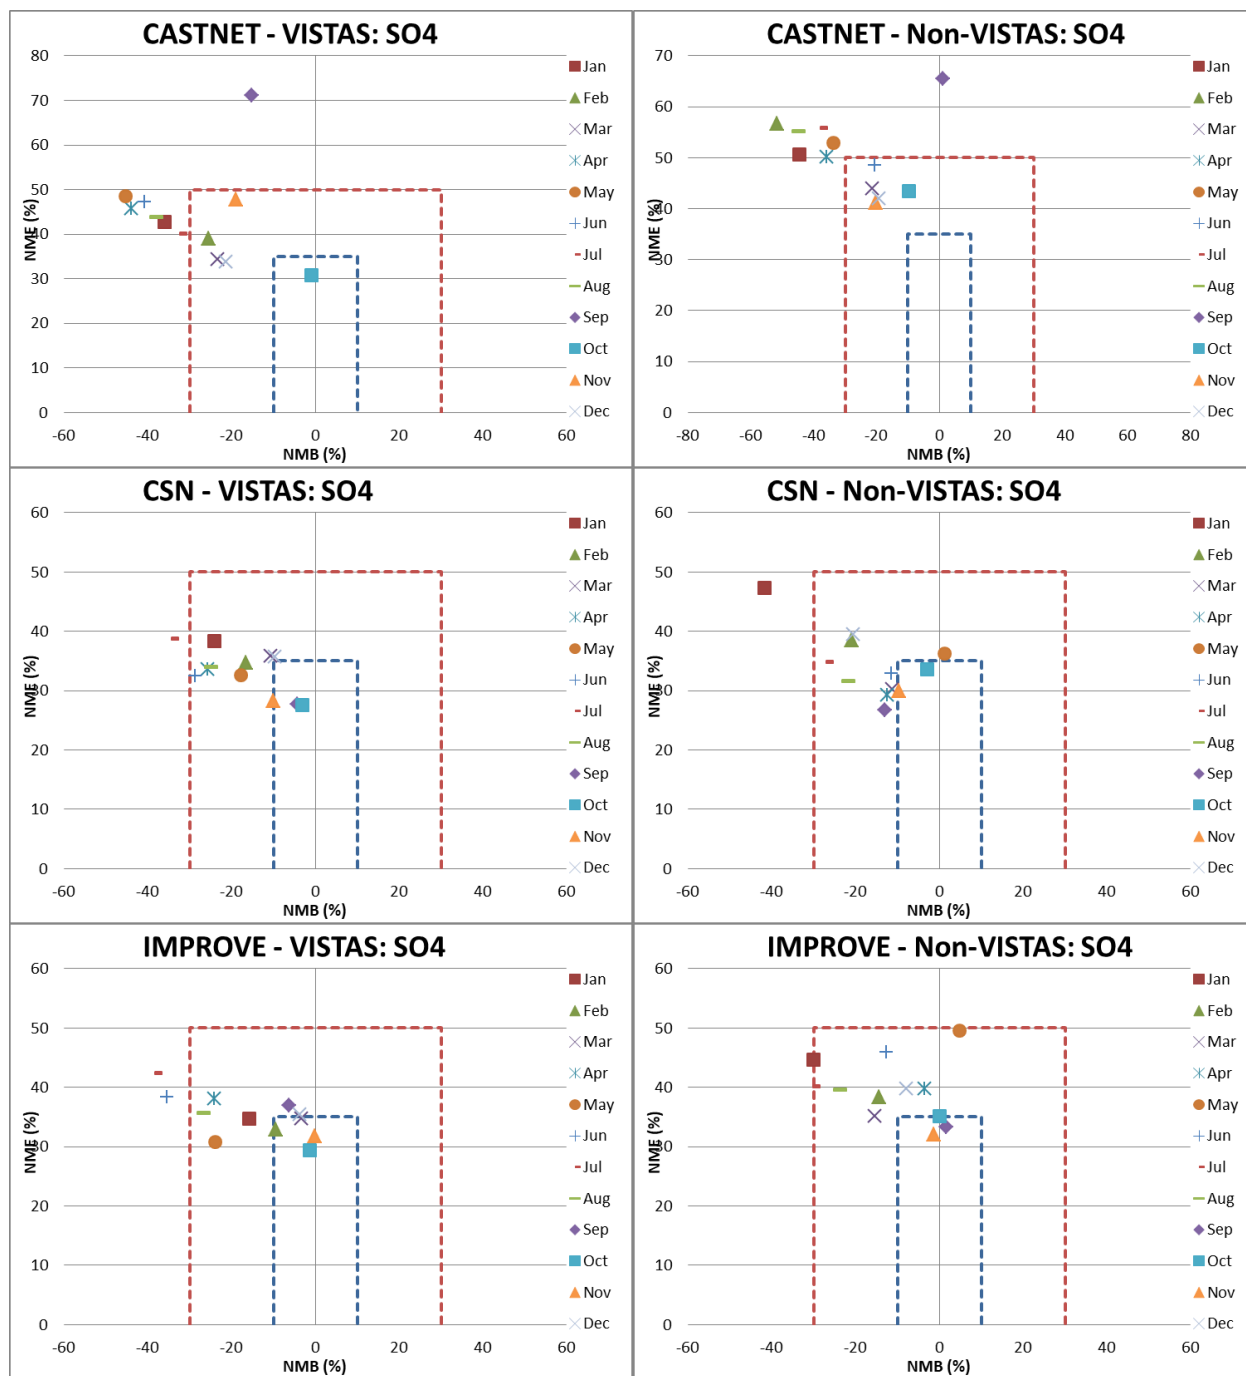 CASTNET - VISTAS: SO4
80
70
60
50
40
30
20
10
0
NME (%)
-60
-40
-20
0
20
40
60
NMB (%)
Jan
Feb
Mar
Apr
May
Jun
Jul
Aug
Sep
Oct
Nov
Dec
CASTNET - Non-VISTAS: SO4
70
60
50
40
30
20
10
0
NME (%)
-80
-60
-40
-20
0
20
40
60
80
NMB (%)
Jan
Feb
Mar
Apr
May
Jun
Jul
Aug
Sep
Oct
Nov
Dec
CSN - VISTAS: SO4
60
50
40
30
20
10
0
NME (%)
-60
-40
-20
0
20
40
60
NMB (%)
Jan
Feb
Mar
Apr
May
Jun
Jul
Aug
Sep
Oct
Nov
Dec
CSN - Non-VISTAS: SO4
60
50
40
30
20
10
0
NME (%)
-60
-40
-20
0
20
40
60
NMB (%)
Jan
Feb
Mar
Apr
May
Jun
Jul
Aug
Sep
Oct
Nov
Dec
IMPROVE - VISTAS: SO4
60
50
40
30
20
10
0
NME (%)
-60
-40
-20
0
20
40
60
NMB (%)
Jan
Feb
Mar
Apr
May
Jun
Jul
Aug
Sep
Oct
Nov
Dec
IMPROVE - Non-VISTAS: SO4
60
50
40
30
20
10
0
NME (%)
-60
-40
-20
0
20
40
60
NMB (%)
Jan
Feb
Mar
Apr
May
Jun
Jul
Aug
Sep
Oct
Nov
Dec